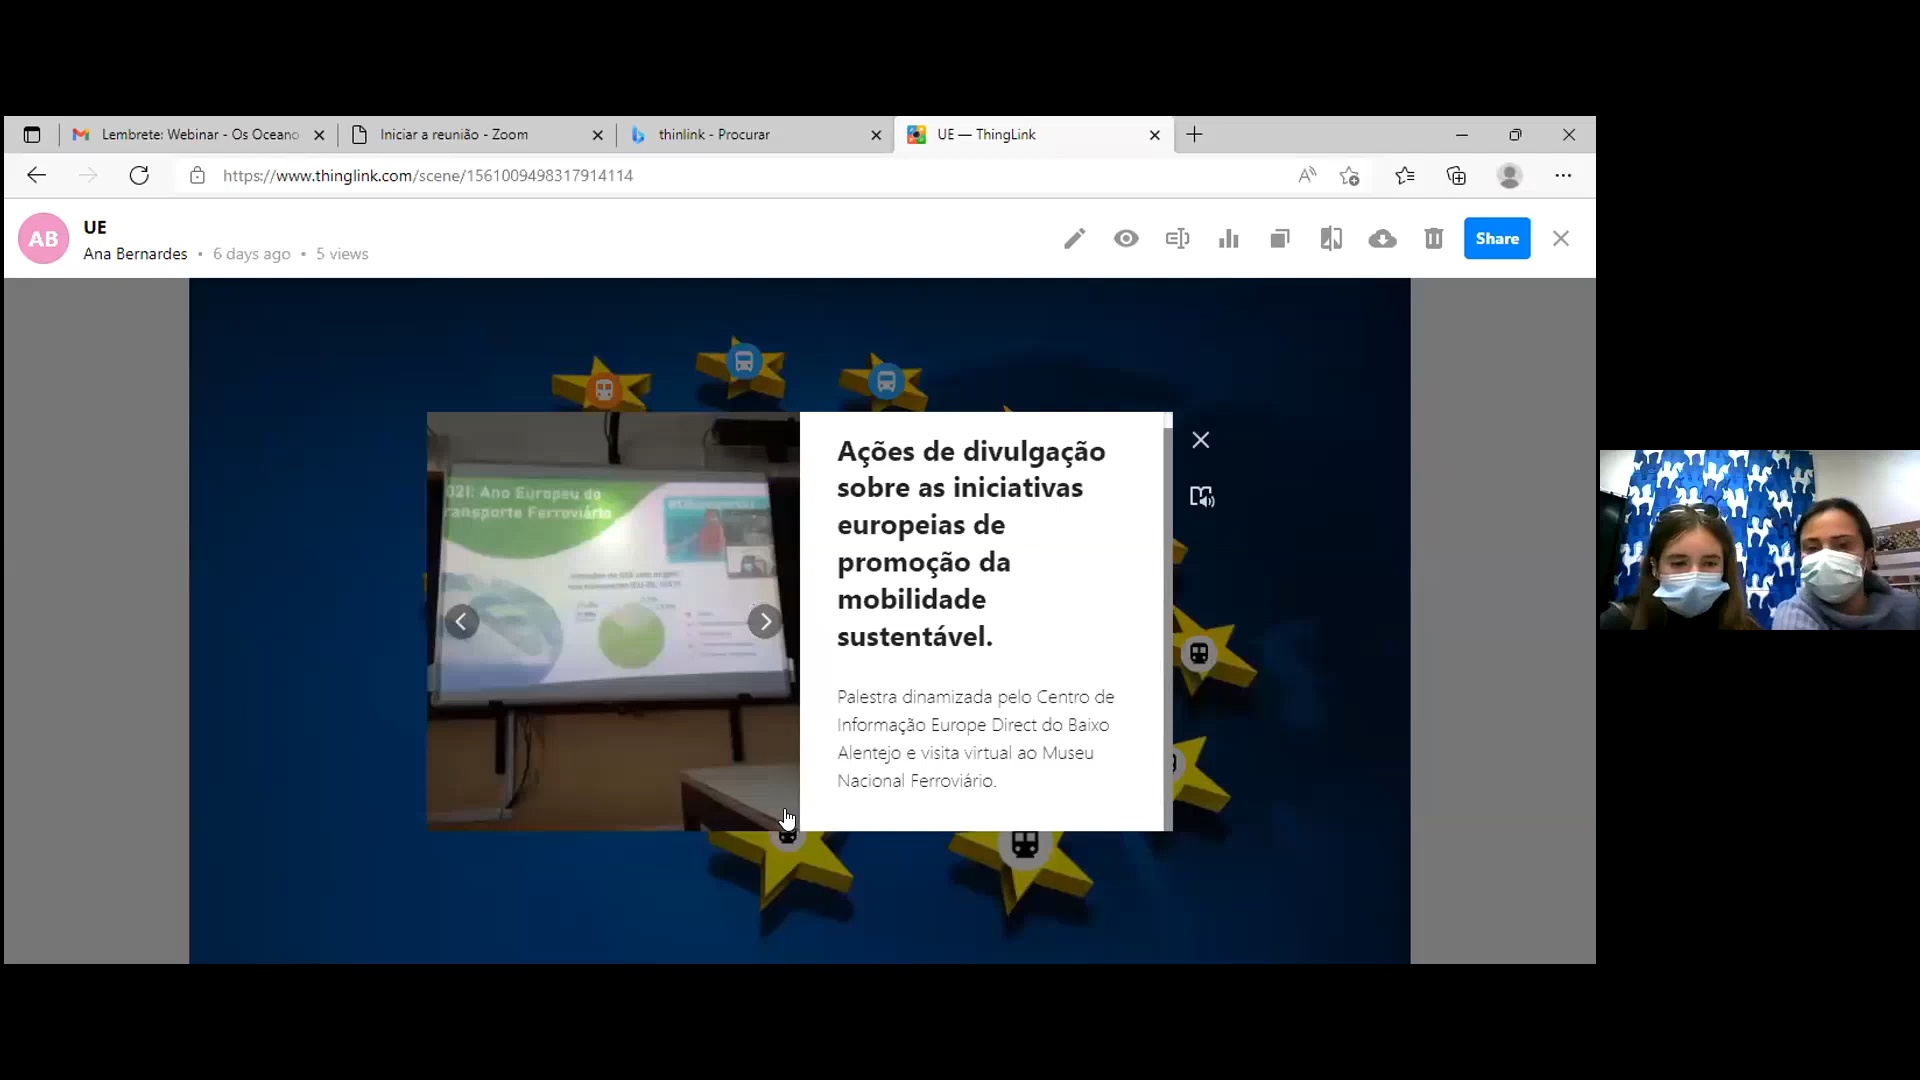 Lembrete: Webinar - Os Oceano
Iniciar a reunião - Zoom
thinlink - Procurar
UE — ThingLink
https://www.thinglink.com/scene/1561009498317914114
AB
UE
Ana Bernardes • 6 days ago • 5 views
Share
021: Ano Europeu do
ransporte Ferroviário
Ações de divulgação
sobre as iniciativas
europeias de
promoção da
mobilidade
sustentável.
Palestra dinamizada pelo Centro de
Informação Europe Direct do Baixo
Alentejo e visita virtual ao Museu
Nacional Ferroviário.